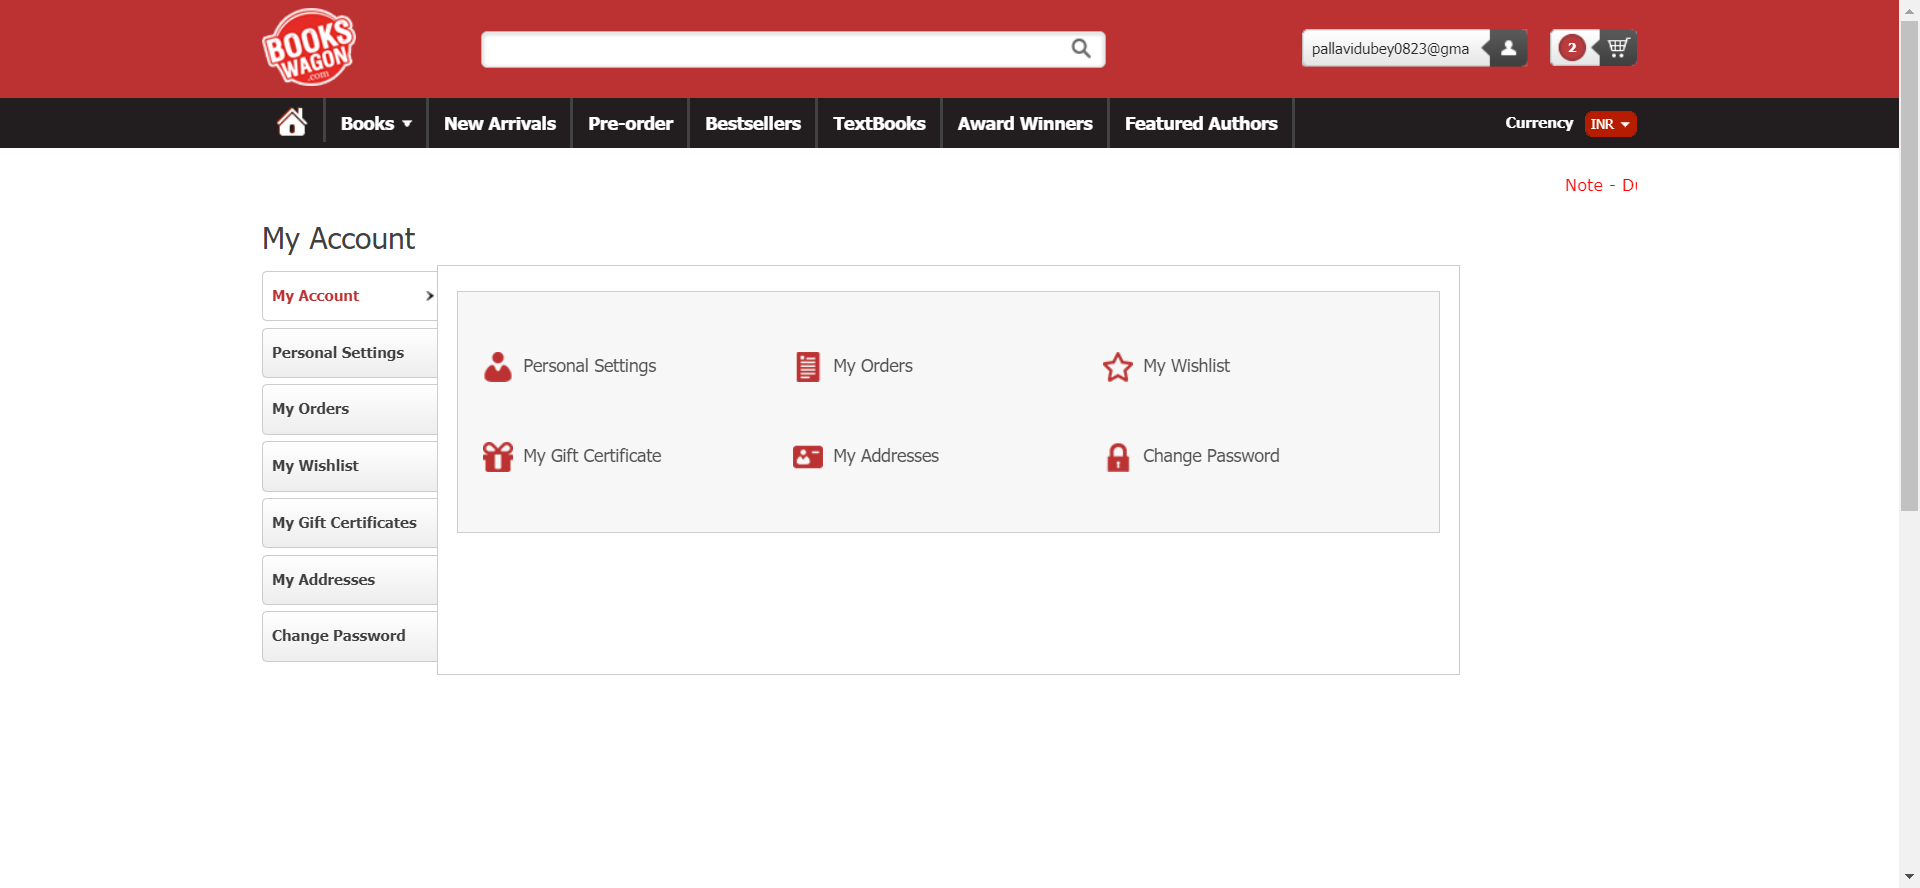 BOOKS
WAGON
.com
pallavidubey0823@gma
2
Books
New Arrivals
Pre-order
Bestsellers
TextBooks
Award Winners
Featured Authors
Currency
INR
Note -
My Account
My Account
Personal Settings
My Orders
My Wishlist
My Gift Certificates
My Addresses
Change Password
Personal Settings
My Orders
My Wishlist
My Gift Certificate
My Addresses
Change Password